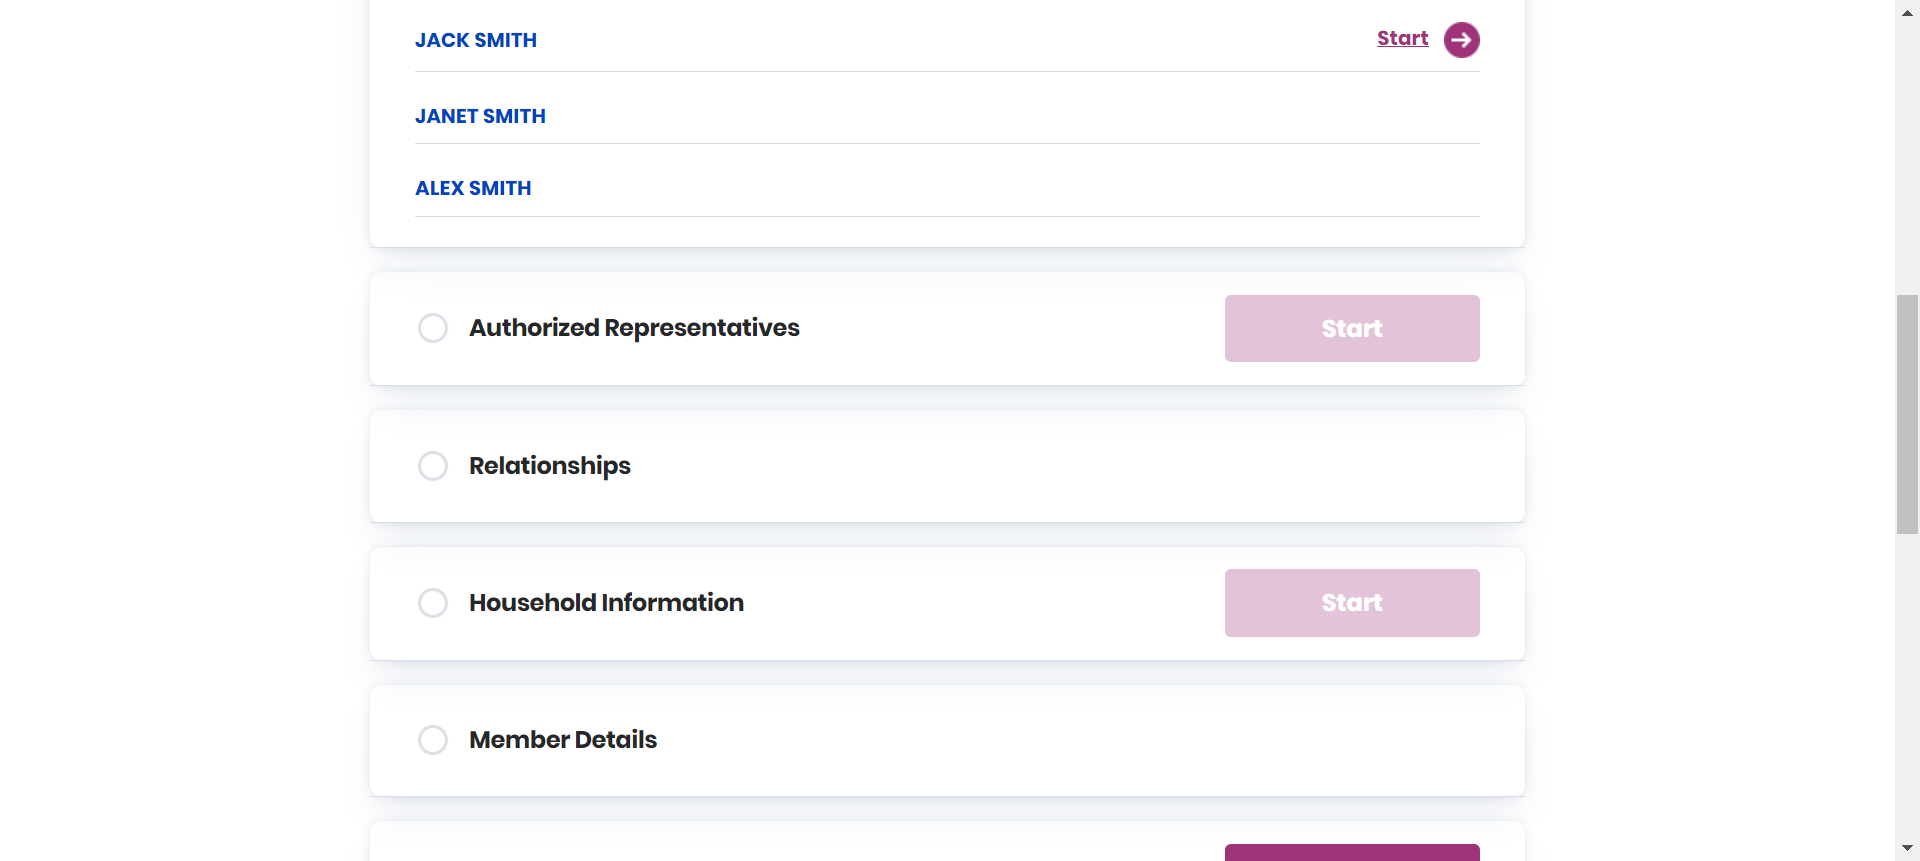 JACK SMITH Start
JANET SMITH
ALEX SMITH
Authorized Representatives Start
Relationships
Household Information Start
Member Details